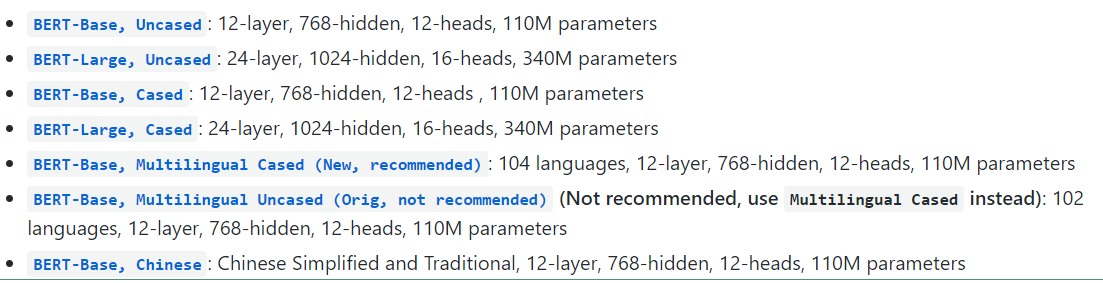 BERT-Base, Uncased: 12-layer, 768-hidden, 12-heads, 110M parameters
BERT-Large, Uncased: 24-layer, 1024-hidden, 16-heads, 340M parameters
BERT-Base, Cased: 12-layer, 768-hidden, 12-heads , 110M parameters
BERT-Large, Cased: 24-layer, 1024-hidden, 16-heads, 340M parameters
BERT-Base, Multilingual Cased (New, recommended): 104 languages, 12-layer, 768-hidden, 12-heads, 110M parameters
BERT-Base, Multilingual Uncased (Orig, not recommended) (Not recommended, use Multilingual Cased instead): 102
languages, 12-layer, 768-hidden, 12-heads, 110M parameters
BERT-Base, Chinese: Chinese Simplified and Traditional, 12-layer, 768-hidden, 12-heads, 110M parameters